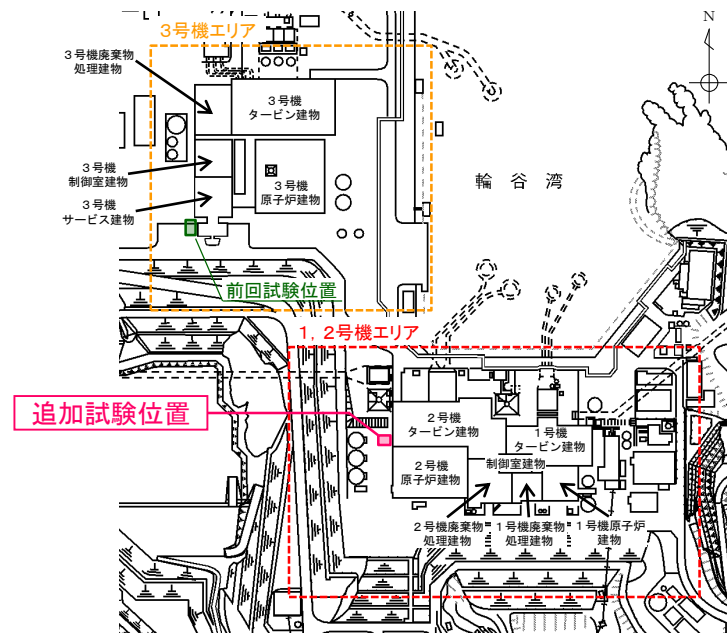 3号機エリア
N
3号機廃棄物
処理建物
3号機
タービン建物
3号機
制御室建物
3号機
原子炉建物
輪谷湾
3号機
サービス建物
前回試験位置
1,2号機エリア
追加試験位置
2号機
タービン建物
1号機
タービン建物
2号機
原子炉建物
制御室建物
2号機廃棄物
処理建物
1号機廃棄物
処理建物
1号機原子炉
建物